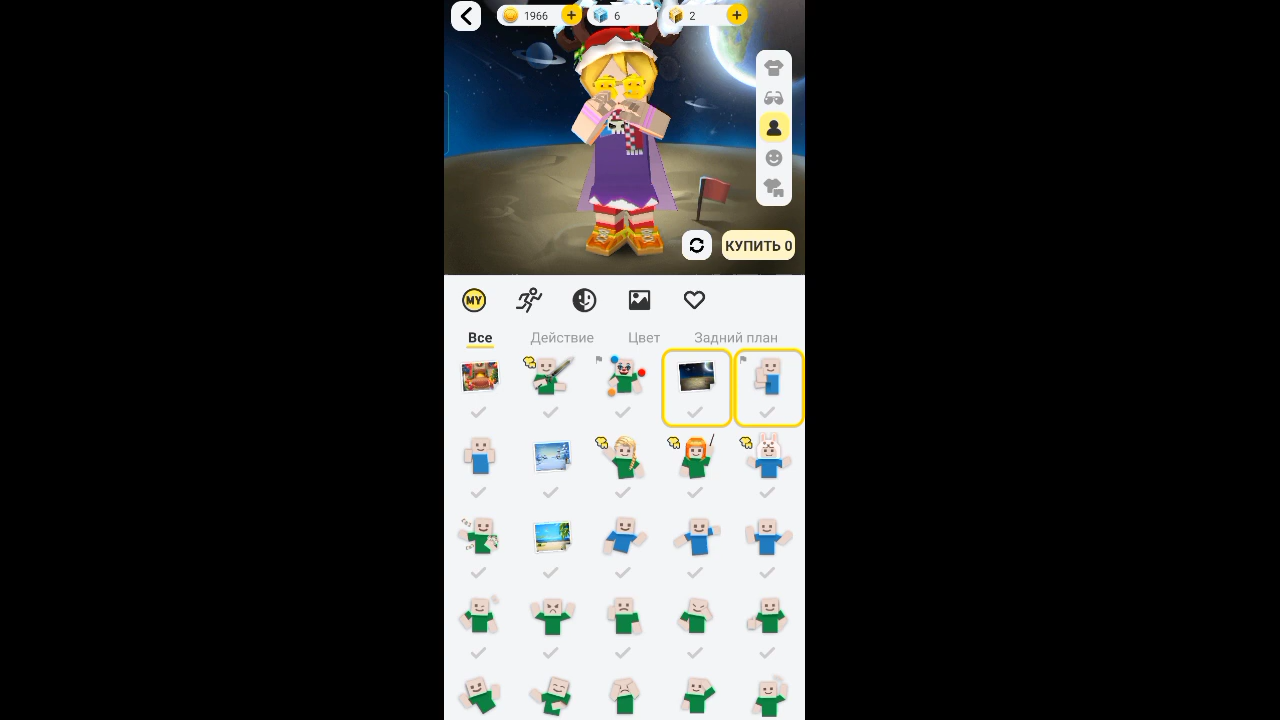 1966
6
2
КУПИТЬ 0
MY
Все
Действие
Цвет
Задний план